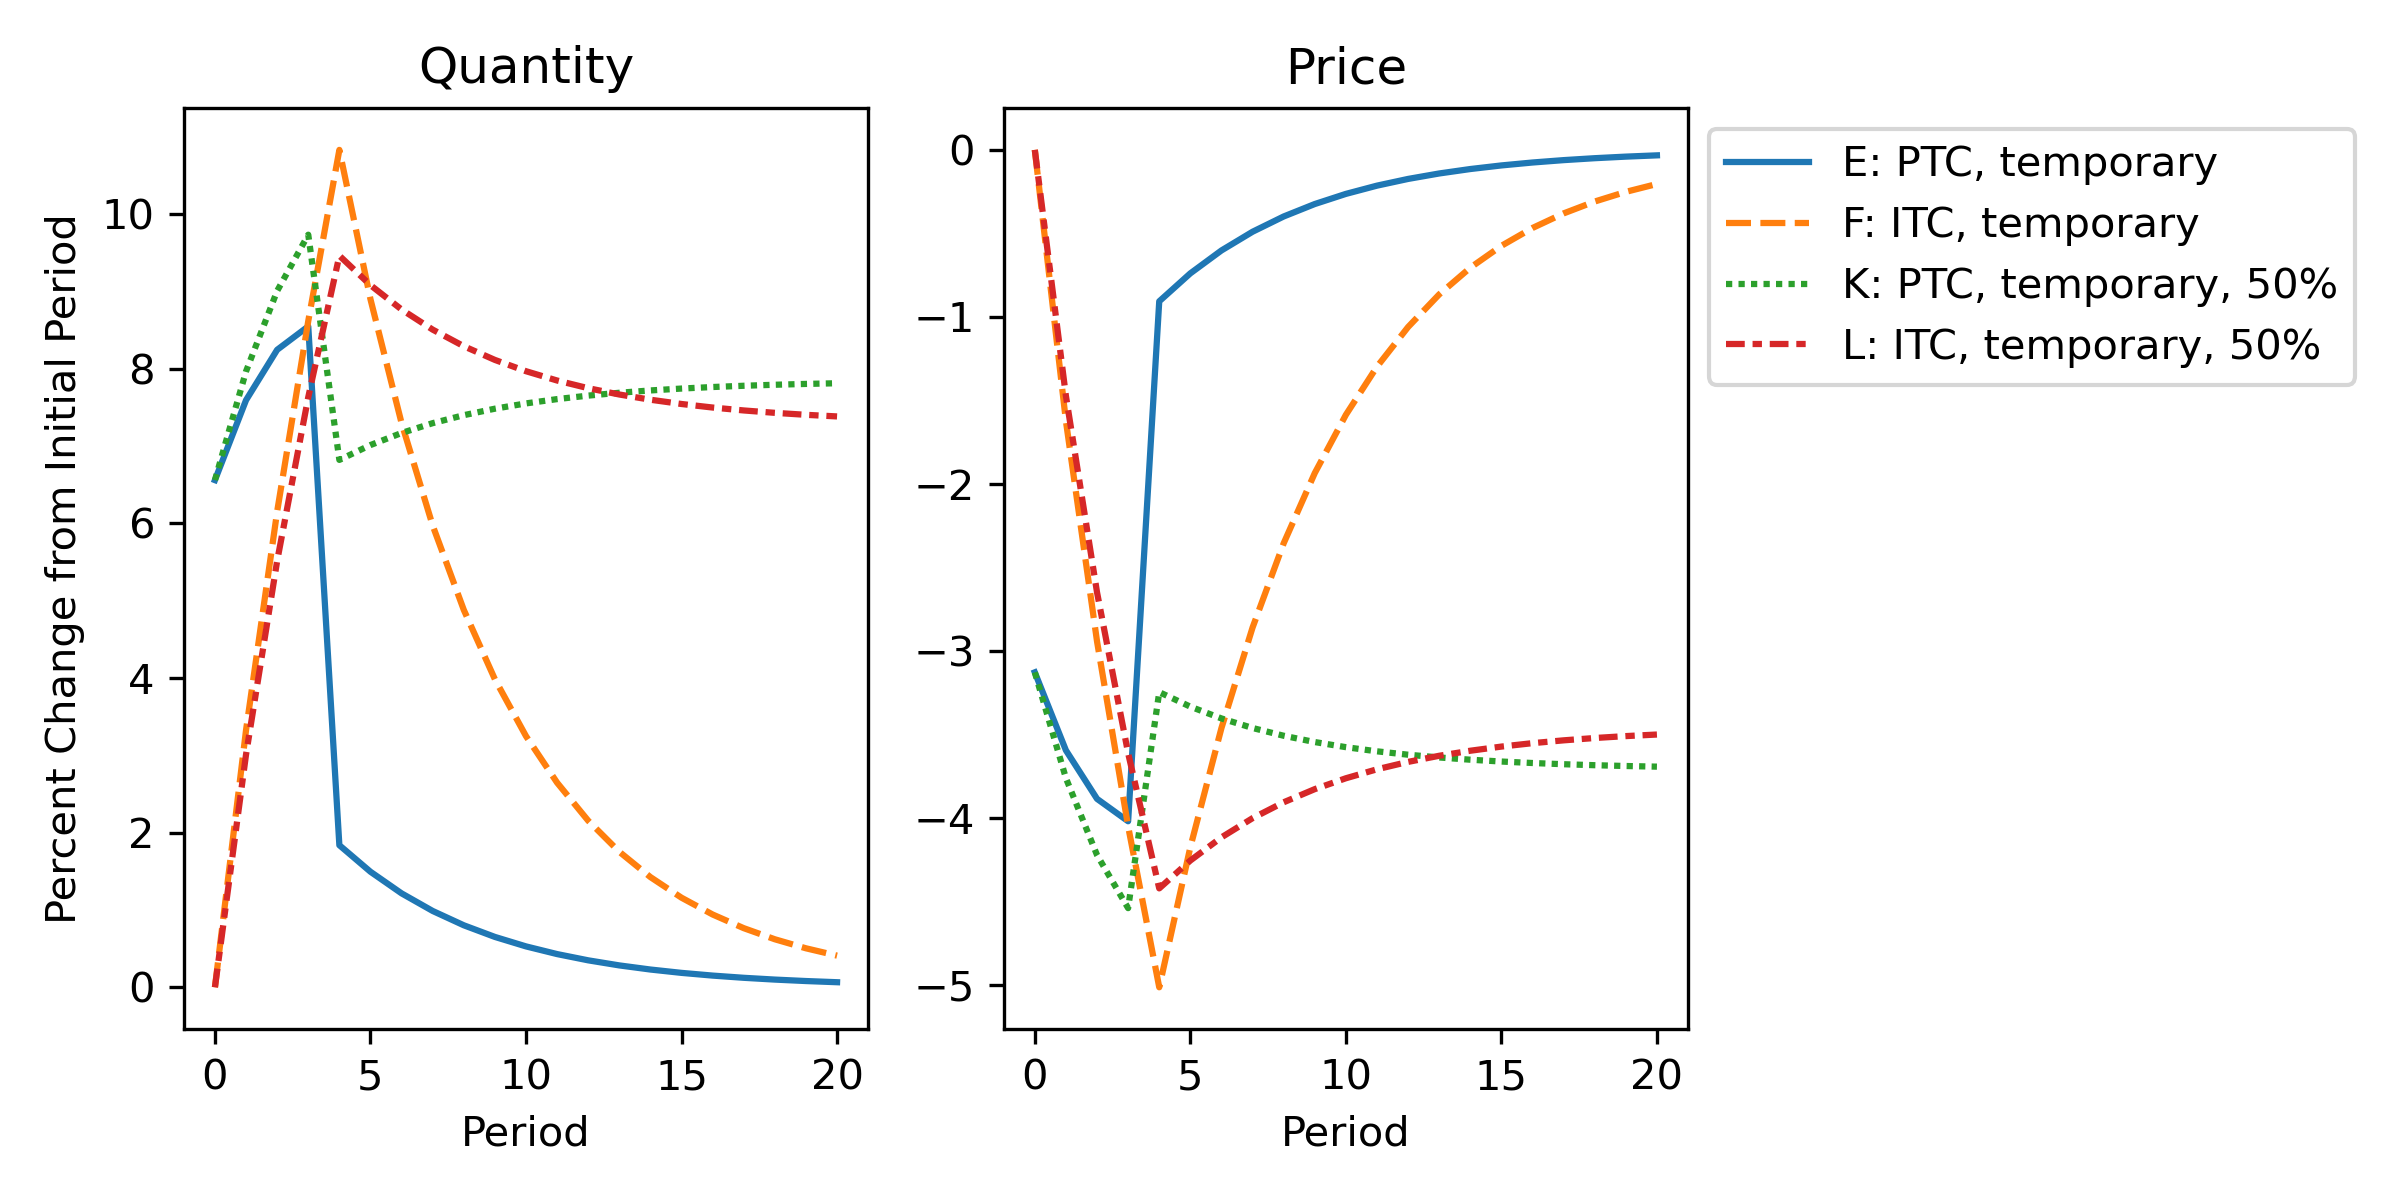 Quantity
Price
Percent Change from Initial Period
10
8
6
4
2
0
0 5 10 15 20
Period
0
−1
−2
−3
−4
−5
0 5 10 15 20
Period
E: PTC, temporary
F: ITC, temporary
K: PTC, temporary, 50%
L: ITC, temporary, 50%